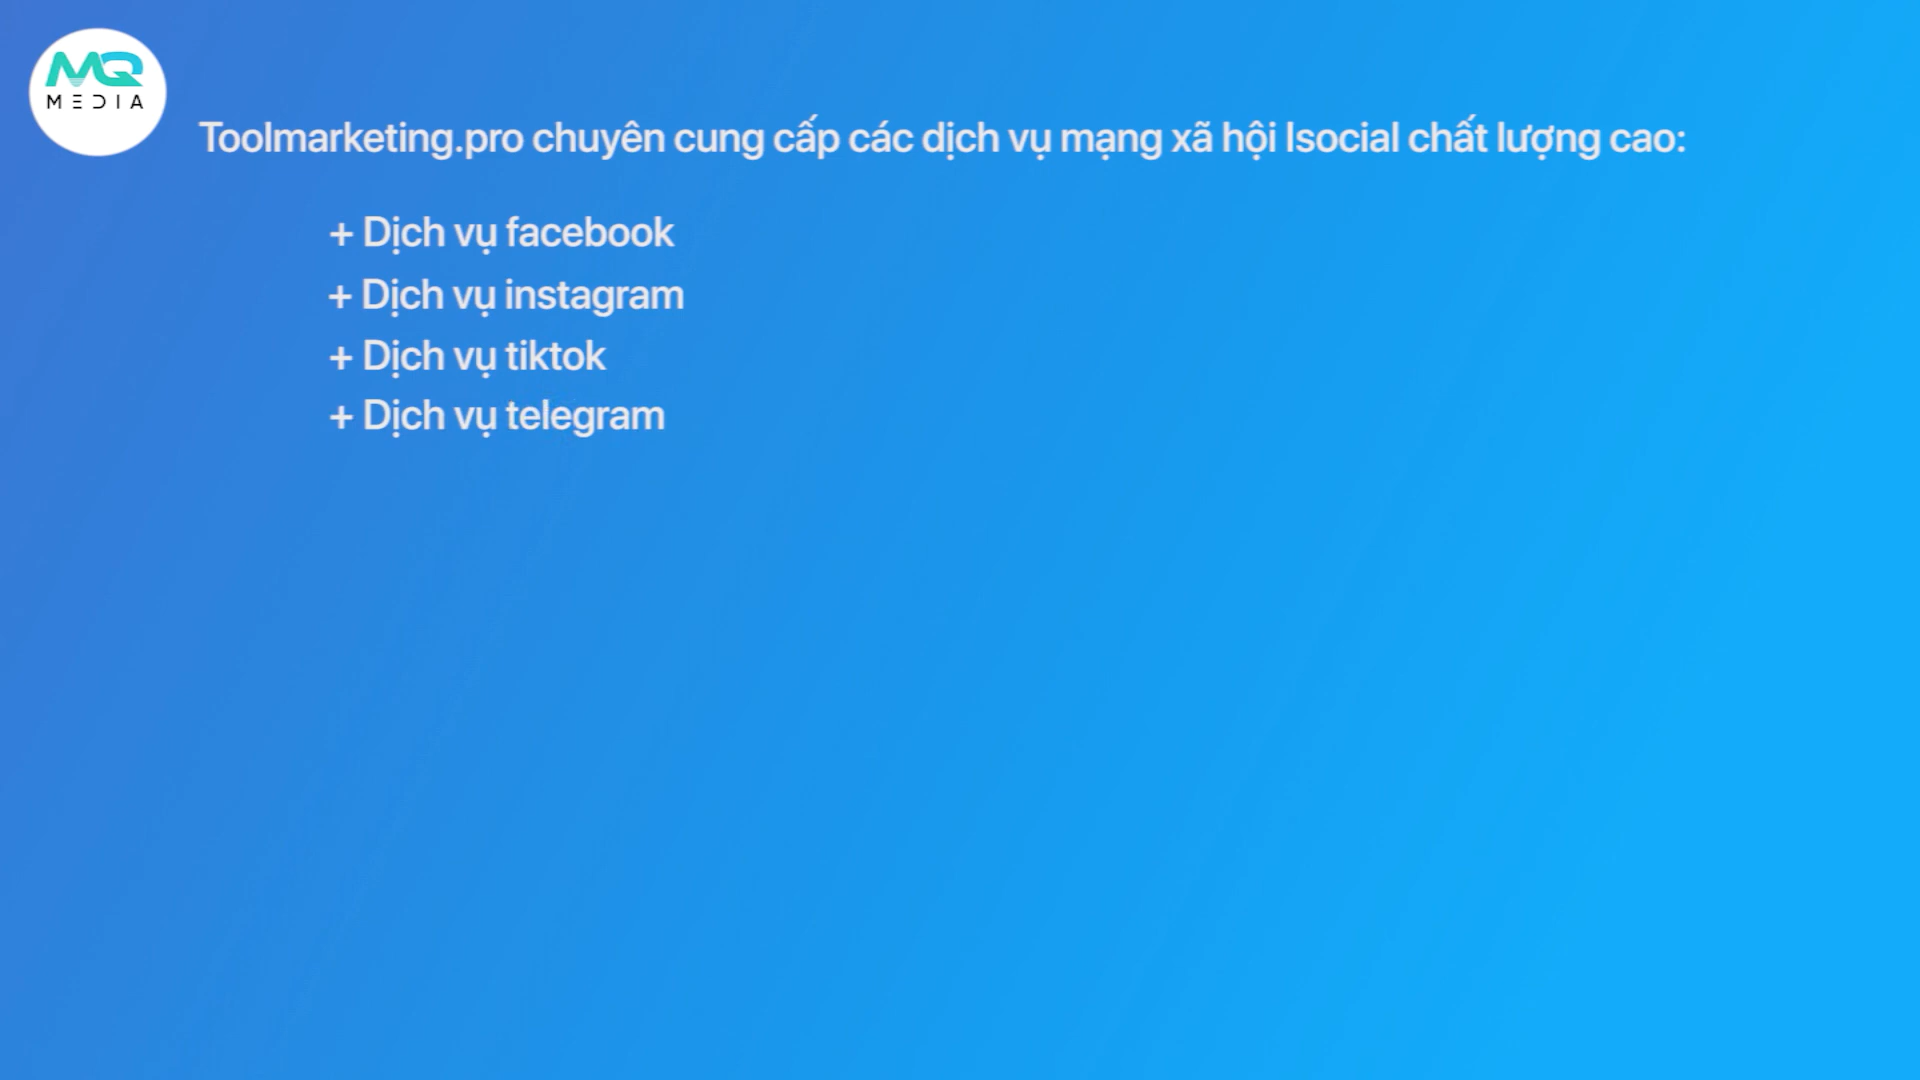 MQ
MEDIA
Toolmarketing.pro chuyên cung cấp các dịch vụ mạng xã hội Isocial chất lượng cao:
+ Dịch vụ facebook
+ Dịch vụ instagram
+ Dịch vụ tiktok
+ Dịch vụ telegram